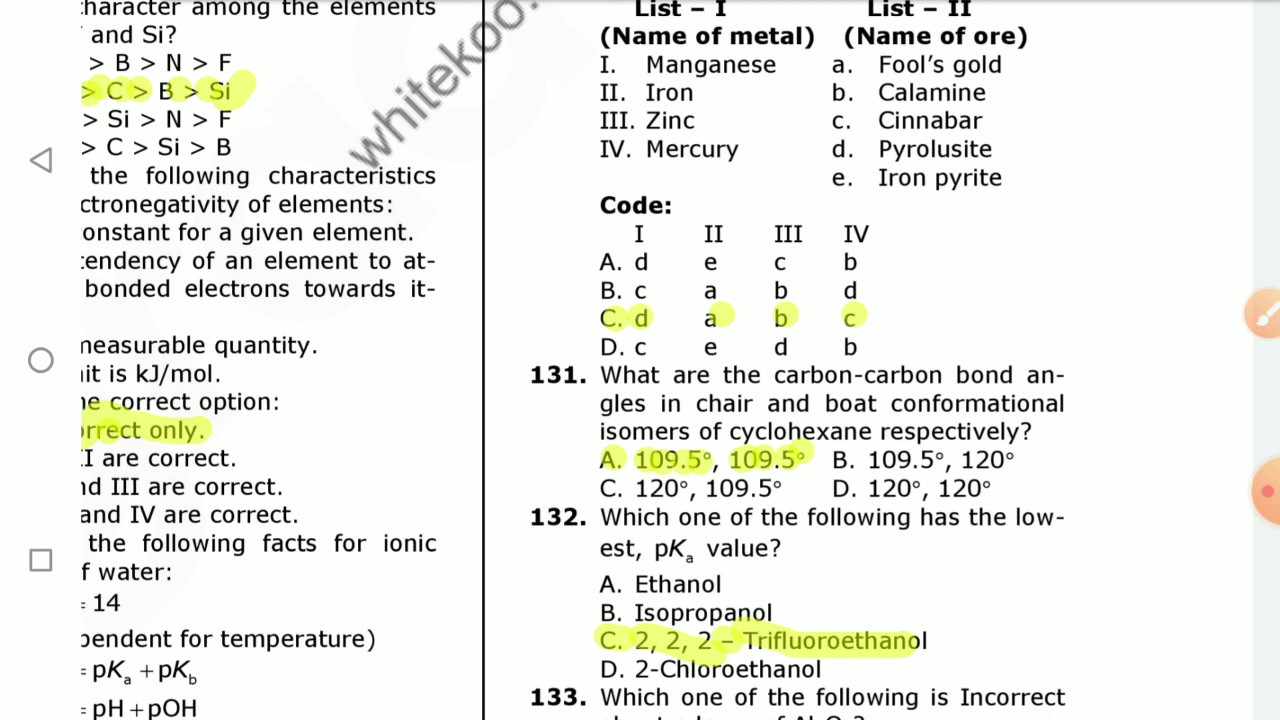 character among the elements
and Si?
> B > N > F
> C > B > Si
> Si > N > F
> C > Si > B
the following characteristics
ctronegativity of elements:
onstant for a given element.
tendency of an element to at-
bonded electrons towards it-
measurable quantity.
it is kJ/mol.
correct option:
rrect only.
I are correct.
nd III are correct.
and IV are correct.
the following facts for ionic
f water:
= 14
pendent for temperature)
= pKₐ + pK_b
= pH + pOH
whitekoo.
List – I List – II
(Name of metal) (Name of ore)
I. Manganese a. Fool's gold
II. Iron b. Calamine
III. Zinc c. Cinnabar
IV. Mercury d. Pyrolusite
e. Iron pyrite
Code:
I II III IV
A. d e c b
B. c a b d
C. d a b c
D. c e d b
131. What are the carbon-carbon bond an-
gles in chair and boat conformational
isomers of cyclohexane respectively?
A. 109.5°, 109.5° B. 109.5°, 120°
C. 120°, 109.5° D. 120°, 120°
132. Which one of the following has the low-
est, pKₐ value?
A. Ethanol
B. Isopropanol
C. 2, 2, 2 – Trifluoroethanol
D. 2-Chloroethanol
133. Which one of the following is Incorrect